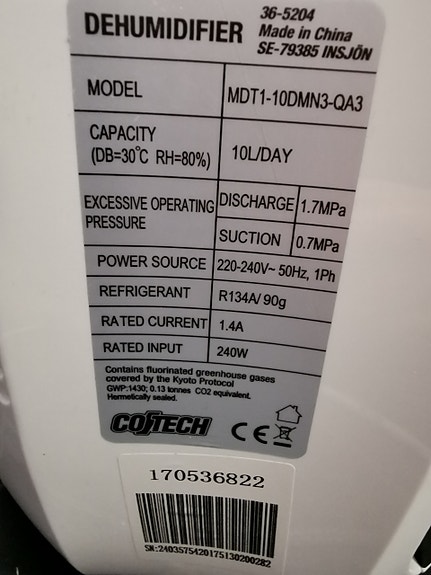 DEHUMIDIFIER
36-5204
Made in China
SE-79385 INSJÖN
MODEL MDT1-10DMN3-QA3
CAPACITY
(DB=30℃ RH=80%) 10L/DAY
EXCESSIVE OPERATING
PRESSURE
DISCHARGE 1.7MPa
SUCTION 0.7MPa
POWER SOURCE 220-240V~ 50Hz, 1Ph
REFRIGERANT R134A/ 90g
RATED CURRENT 1.4A
RATED INPUT 240W
Contains fluorinated greenhouse gases
covered by the Kyoto Protocol
GWP:1430; 0.13 tonnes CO2 equivalent.
Hermetically sealed.
COTECH CE
170536822
SN:2403575420175130200282